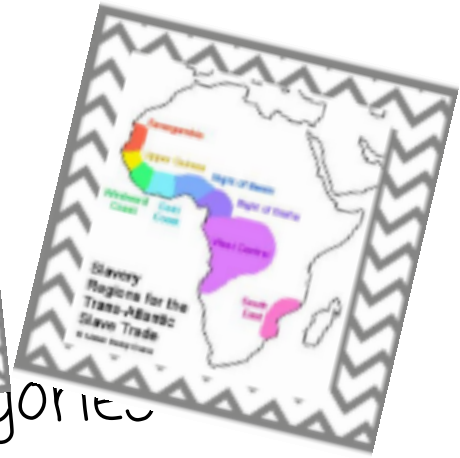 Senegambia
Upper Guinea
Bight of Benin
Windward
Coast
Gold
Coast
Bight of Biafra
West Central
South
East
Slavery
Regions for the
Trans-Atlantic
Slave Trade
gories